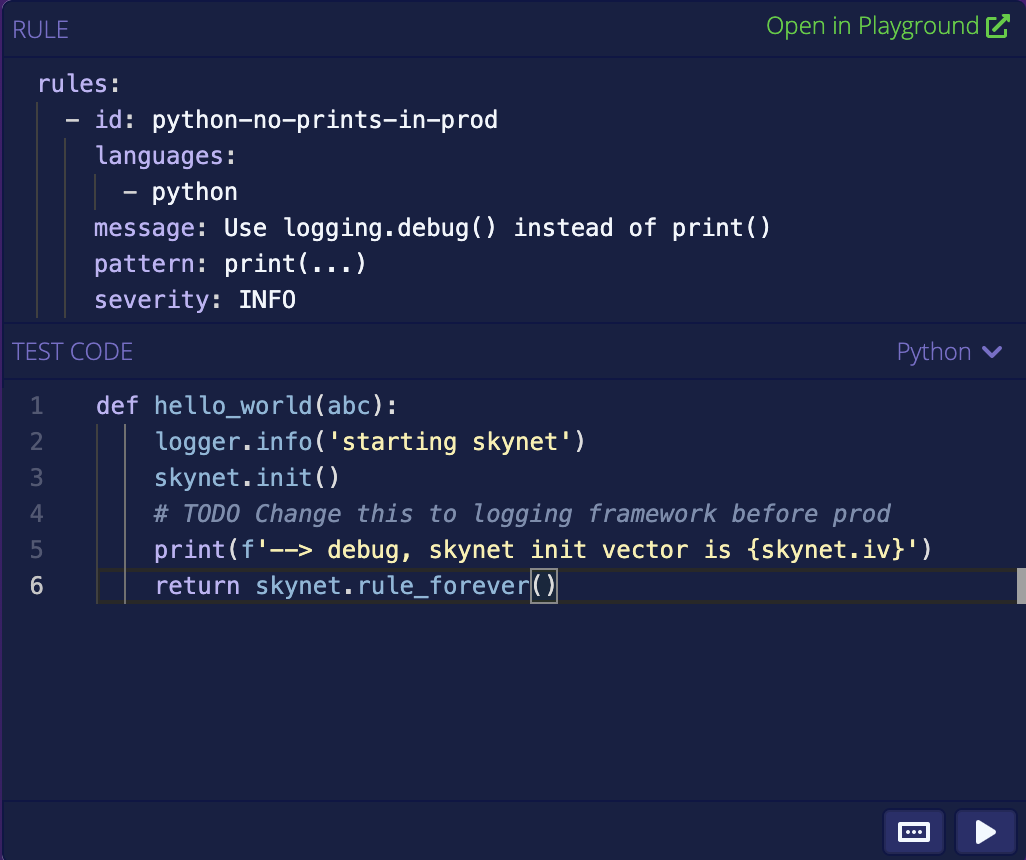 RULE
Open in Playground
rules:
  - id: python-no-prints-in-prod
    languages:
      - python
    message: Use logging.debug() instead of print()
    pattern: print(...)
    severity: INFO
TEST CODE
Python
1 def hello_world(abc):
2     logger.info('starting skynet')
3     skynet.init()
4     # TODO Change this to logging framework before prod
5     print(f'--> debug, skynet init vector is {skynet.iv}')
6     return skynet.rule_forever()